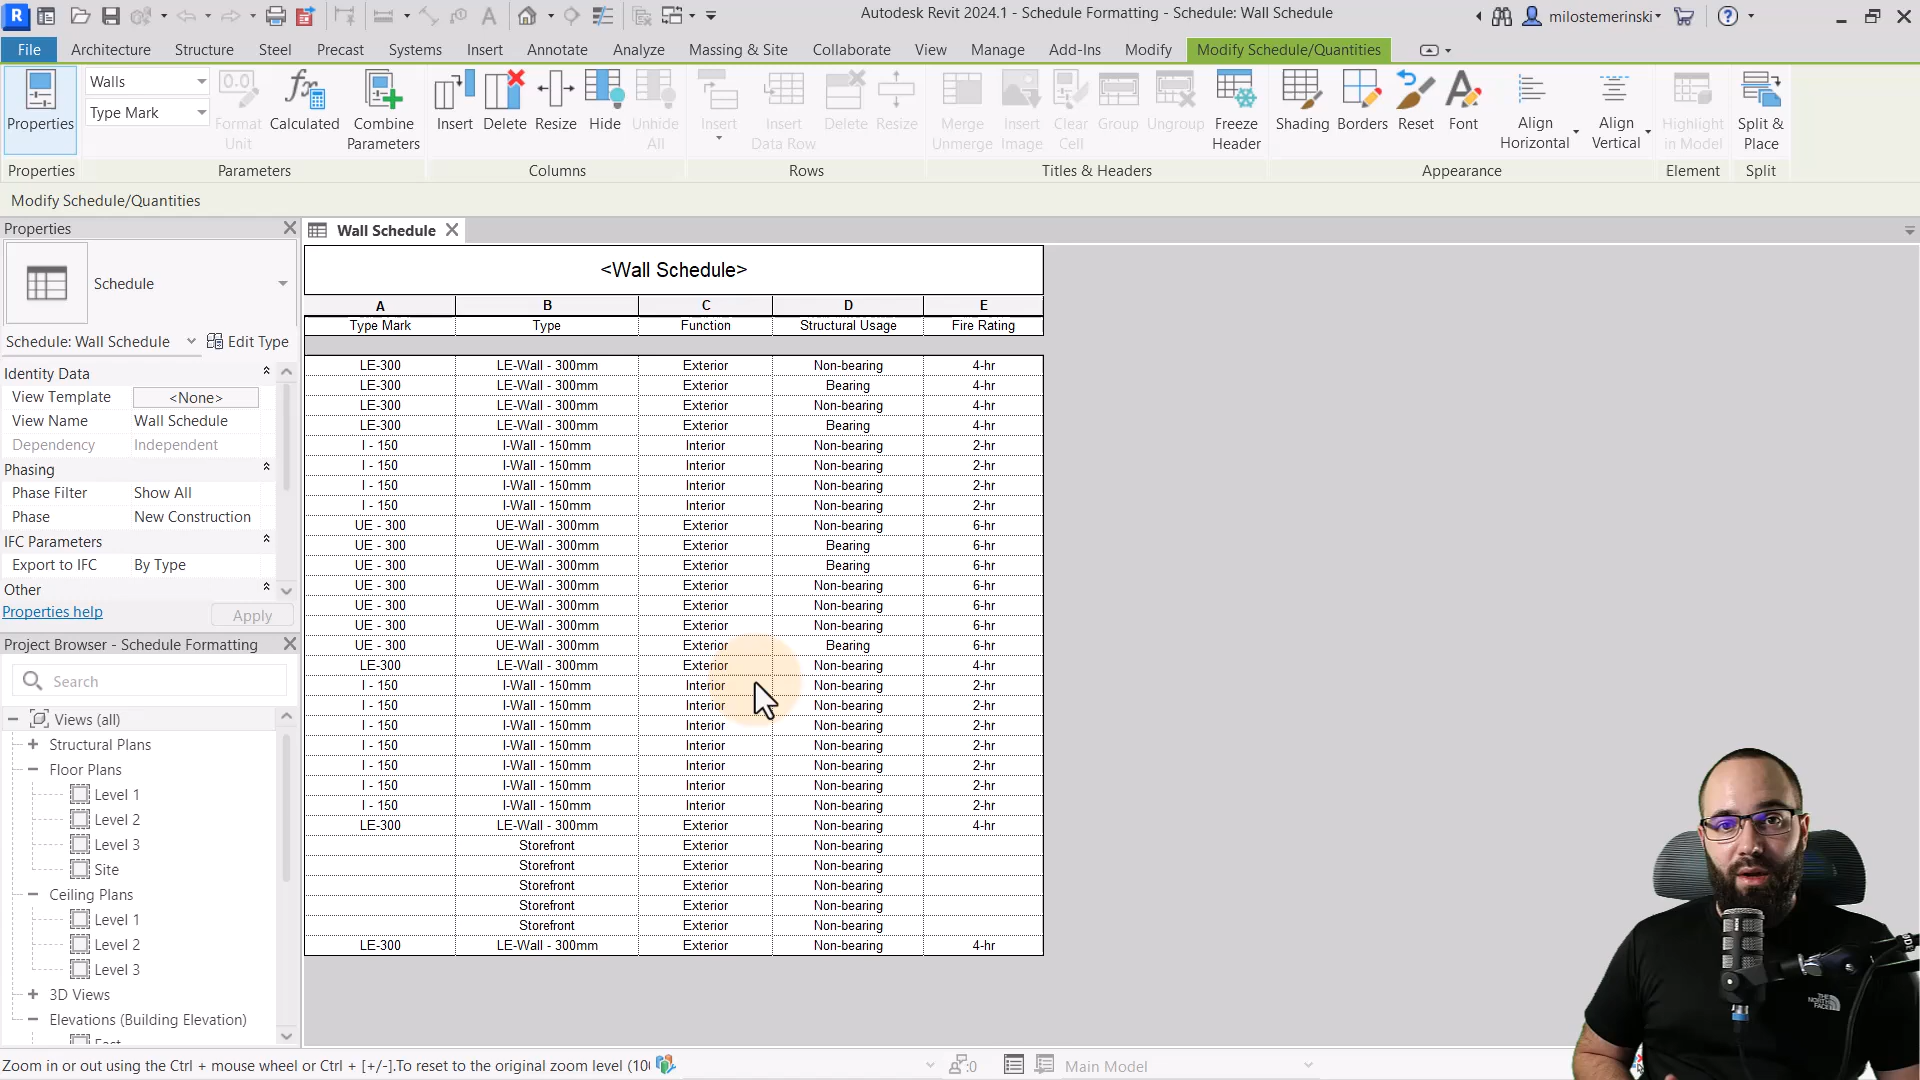 Autodesk Revit 2024.1 - Schedule Formatting - Schedule: Wall Schedule
milostemerinski
File Architecture Structure Steel Precast Systems Insert Annotate Analyze Massing & Site Collaborate View Manage Add-Ins Modify Modify Schedule/Quantities
Properties
Walls
Type Mark
Format Unit
Calculated
Combine Parameters
Insert
Delete
Resize
Hide
Unhide All
Insert
Insert Data Row
Delete
Resize
Merge Unmerge
Insert Image
Clear Cell
Group
Ungroup
Freeze Header
Shading
Borders
Reset
Font
Align Horizontal
Align Vertical
Highlight in Model
Split & Place
Properties Parameters Columns Rows Titles & Headers Appearance Element Split
Modify Schedule/Quantities
Properties
Schedule
Schedule: Wall Schedule
Edit Type
Identity Data
View Template <None>
View Name Wall Schedule
Dependency Independent
Phasing
Phase Filter Show All
Phase New Construction
IFC Parameters
Export to IFC By Type
Other
Properties help
Apply
Project Browser - Schedule Formatting
Search
Views (all)
Structural Plans
Floor Plans
Level 1
Level 2
Level 3
Site
Ceiling Plans
Level 1
Level 2
Level 3
3D Views
Elevations (Building Elevation)
East
Wall Schedule
<Wall Schedule>
A B C D E
Type Mark Type Function Structural Usage Fire Rating
LE-300 LE-Wall - 300mm Exterior Non-bearing 4-hr
LE-300 LE-Wall - 300mm Exterior Bearing 4-hr
LE-300 LE-Wall - 300mm Exterior Non-bearing 4-hr
LE-300 LE-Wall - 300mm Exterior Bearing 4-hr
I - 150 I-Wall - 150mm Interior Non-bearing 2-hr
I - 150 I-Wall - 150mm Interior Non-bearing 2-hr
I - 150 I-Wall - 150mm Interior Non-bearing 2-hr
I - 150 I-Wall - 150mm Interior Non-bearing 2-hr
UE - 300 UE-Wall - 300mm Exterior Non-bearing 6-hr
UE - 300 UE-Wall - 300mm Exterior Bearing 6-hr
UE - 300 UE-Wall - 300mm Exterior Bearing 6-hr
UE - 300 UE-Wall - 300mm Exterior Non-bearing 6-hr
UE - 300 UE-Wall - 300mm Exterior Non-bearing 6-hr
UE - 300 UE-Wall - 300mm Exterior Non-bearing 6-hr
UE - 300 UE-Wall - 300mm Exterior Bearing 6-hr
LE-300 LE-Wall - 300mm Exterior Non-bearing 4-hr
I - 150 I-Wall - 150mm Interior Non-bearing 2-hr
I - 150 I-Wall - 150mm Interior Non-bearing 2-hr
I - 150 I-Wall - 150mm Interior Non-bearing 2-hr
I - 150 I-Wall - 150mm Interior Non-bearing 2-hr
I - 150 I-Wall - 150mm Interior Non-bearing 2-hr
I - 150 I-Wall - 150mm Interior Non-bearing 2-hr
I - 150 I-Wall - 150mm Interior Non-bearing 2-hr
LE-300 LE-Wall - 300mm Exterior Non-bearing 4-hr
Storefront Exterior Non-bearing
Storefront Exterior Non-bearing
Storefront Exterior Non-bearing
Storefront Exterior Non-bearing
Storefront Exterior Non-bearing
LE-300 LE-Wall - 300mm Exterior Non-bearing 4-hr
Zoom in or out using the Ctrl + mouse wheel or Ctrl + [+/-].To reset to the original zoom level (10
:0
Main Model
THE NORTH FACE